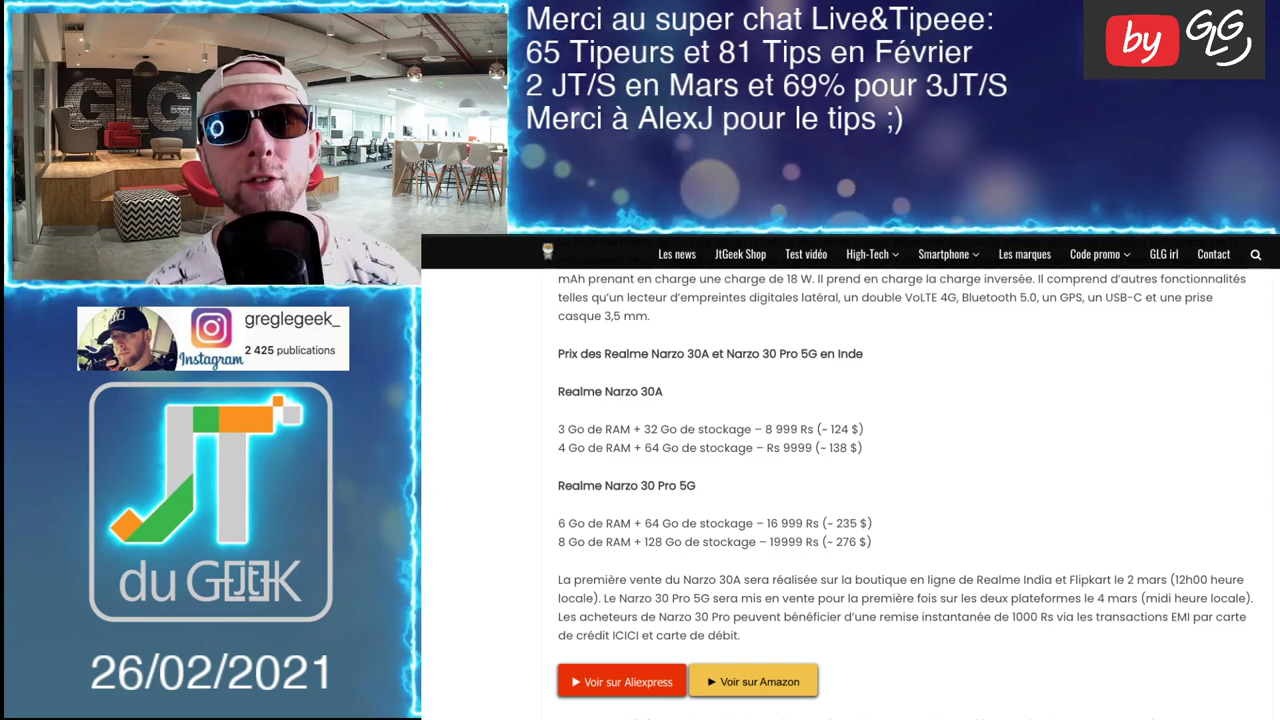 GLG
Merci au super chat Live&Tipeee:
65 Tipeurs et 81 Tips en Février
2 JT/S en Mars et 69% pour 3JT/S
Merci à AlexJ pour le tips ;)
by GLG
greglegeek_
Instagram
2 425 publications
JT
du GEEK
26/02/2021
Les news JtGeek Shop Test vidéo High-Tech Smartphone Les marques Code promo GLG irl Contact
mAh prenant en charge une charge de 18 W. Il prend en charge la charge inversée. Il comprend d’autres fonctionnalités
telles qu’un lecteur d’empreintes digitales latéral, un double VoLTE 4G, Bluetooth 5.0, un GPS, un USB-C et une prise
casque 3,5 mm.
Prix des Realme Narzo 30A et Narzo 30 Pro 5G en Inde
Realme Narzo 30A
3 Go de RAM + 32 Go de stockage – 8 999 Rs (~ 124 $)
4 Go de RAM + 64 Go de stockage – Rs 9999 (~ 138 $)
Realme Narzo 30 Pro 5G
6 Go de RAM + 64 Go de stockage – 16 999 Rs (~ 235 $)
8 Go de RAM + 128 Go de stockage – 19999 Rs (~ 276 $)
La première vente du Narzo 30A sera réalisée sur la boutique en ligne de Realme India et Flipkart le 2 mars (12h00 heure
locale). Le Narzo 30 Pro 5G sera mis en vente pour la première fois sur les deux plateformes le 4 mars (midi heure locale).
Les acheteurs de Narzo 30 Pro peuvent bénéficier d’une remise instantanée de 1000 Rs via les transactions EMI par carte
de crédit ICICI et carte de débit.
Voir sur Aliexpress Voir sur Amazon